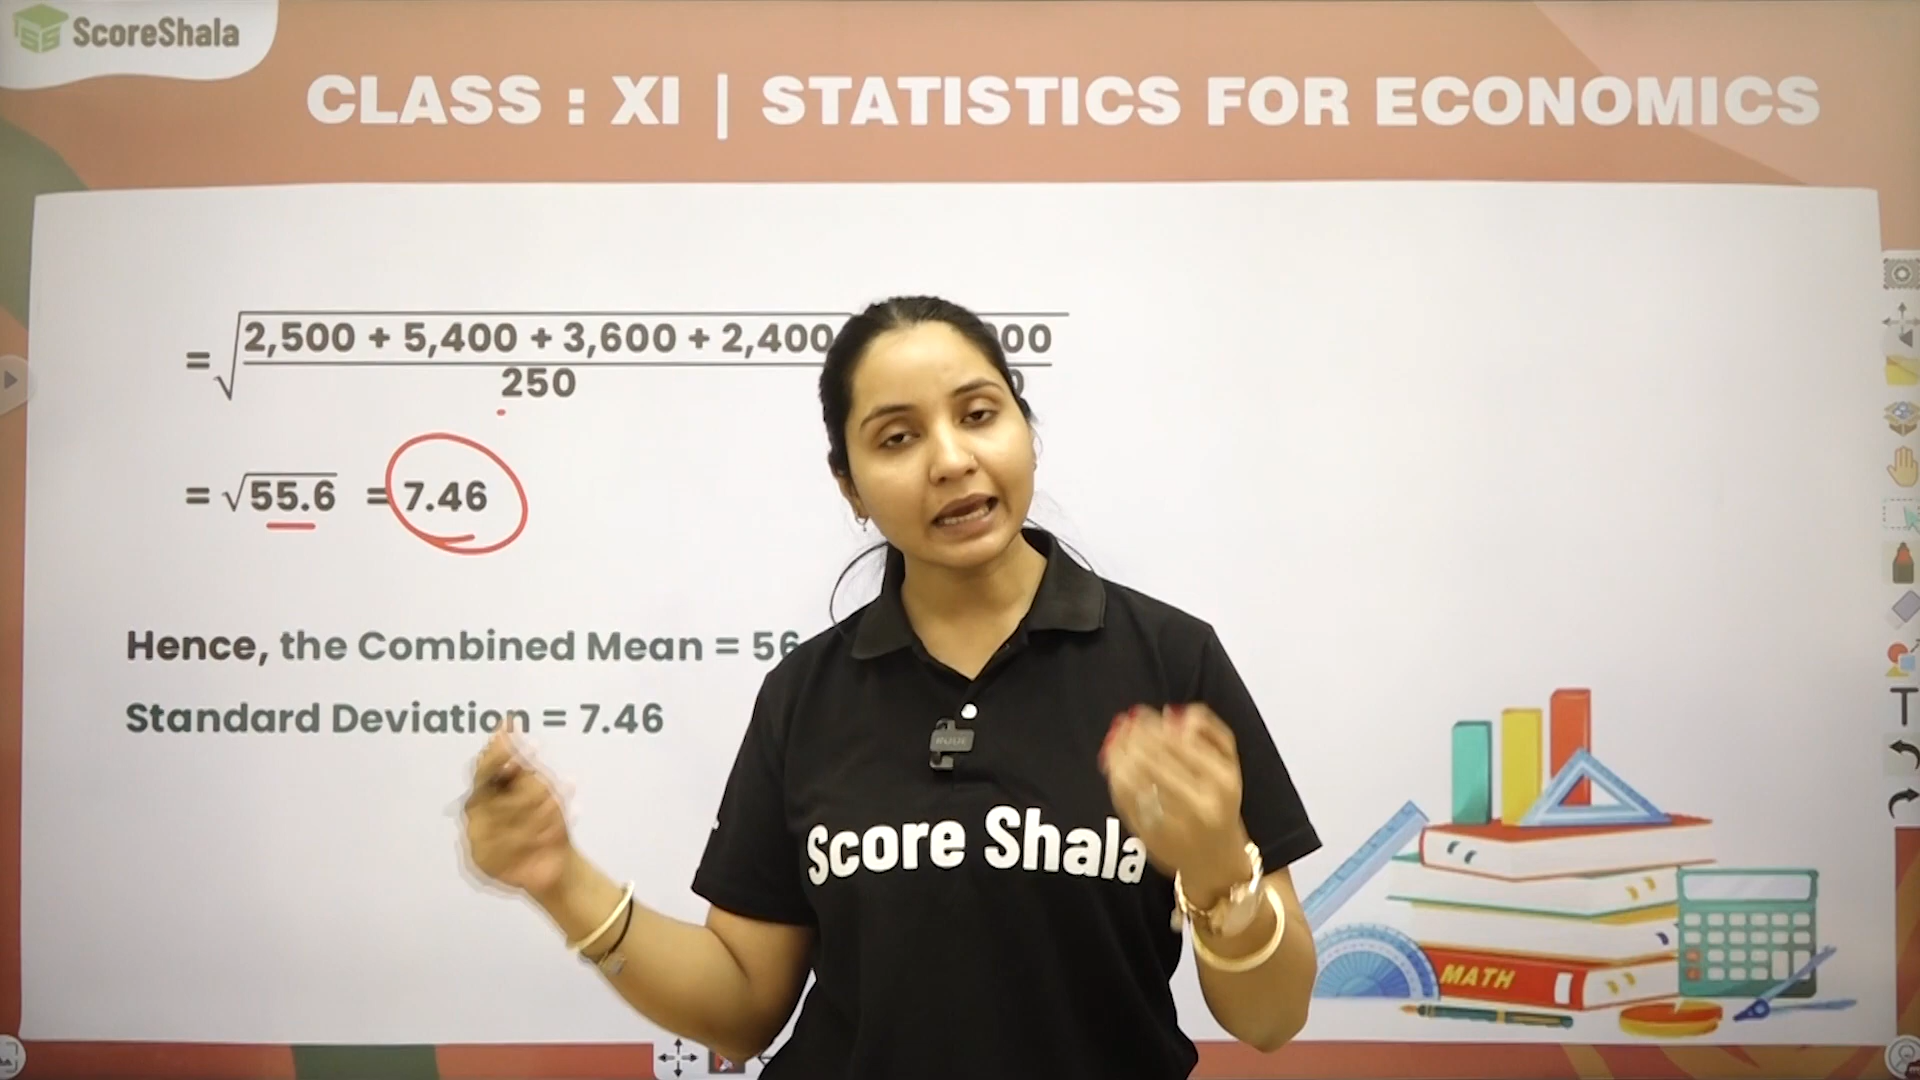 ScoreShala
CLASS : XI | STATISTICS FOR ECONOMICS
2,500 + 5,400 + 3,600 + 2,400
= √
250
= √55.6 = 7.46
Hence, the Combined Mean = 56
Standard Deviation = 7.46
Score Shala
MATH